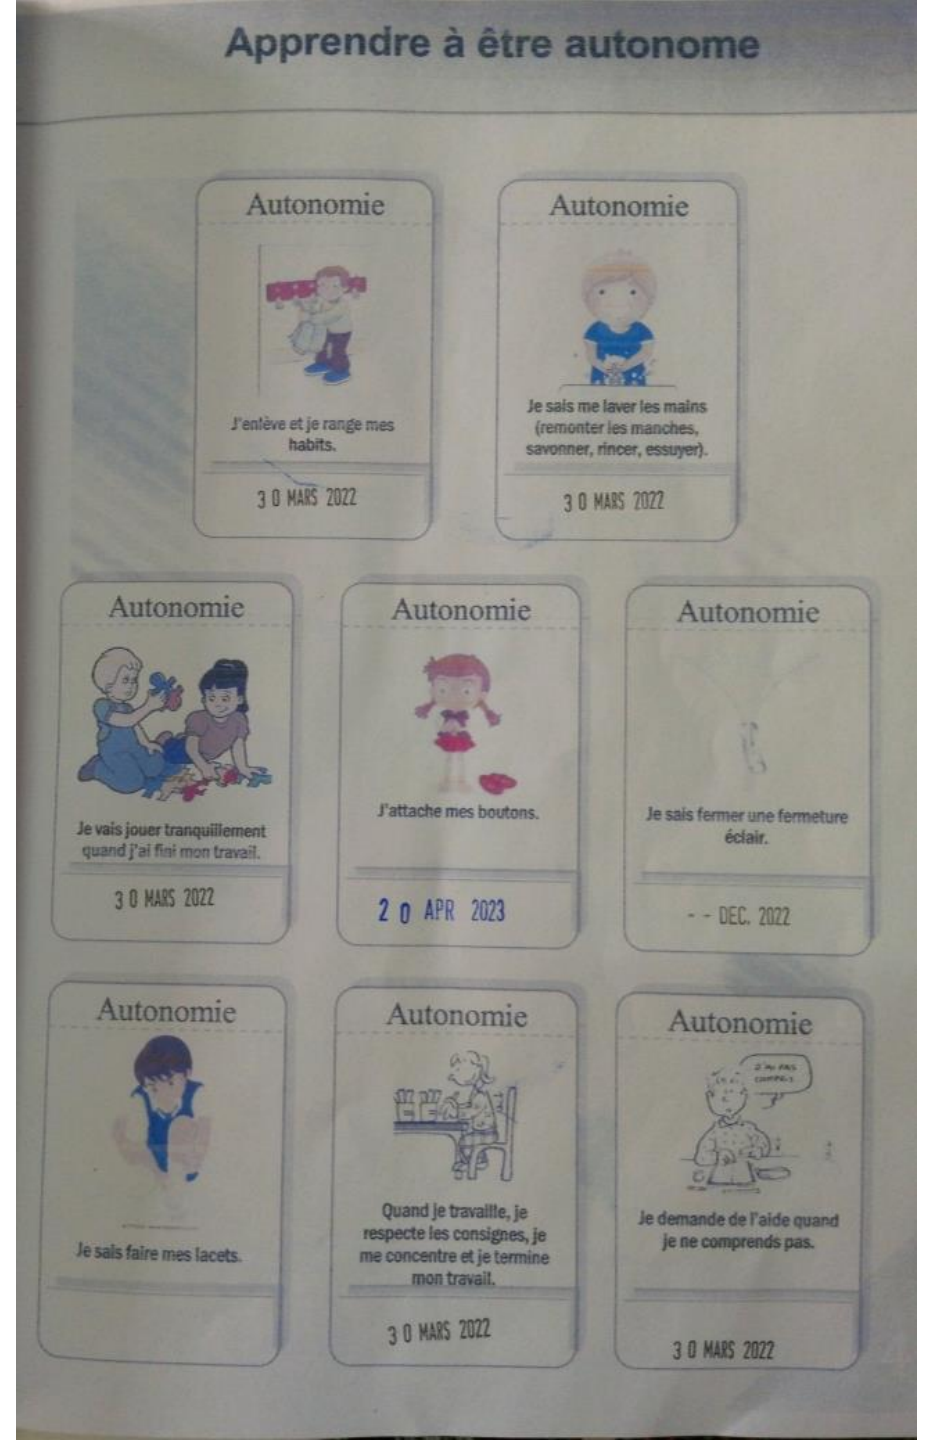 Apprendre à être autonome
Autonomie
J'enlève et je range mes
habits.
30 MARS 2022
Autonomie
Je sais me laver les mains
(remonter les manches,
savonner, rincer, essuyer).
30 MARS 2022
Autonomie
Je vais jouer tranquillement
quand j'ai fini mon travail.
30 MARS 2022
Autonomie
J'attache mes boutons.
20 APR 2023
Autonomie
Je sais fermer une fermeture
éclair.
-- DEC. 2022
Autonomie
Je sais faire mes lacets.
Autonomie
Quand je travaille, je
respecte les consignes, je
me concentre et je termine
mon travail.
30 MARS 2022
Autonomie
J'AI PAS
COMPRIS
Je demande de l'aide quand
je ne comprends pas.
30 MARS 2022